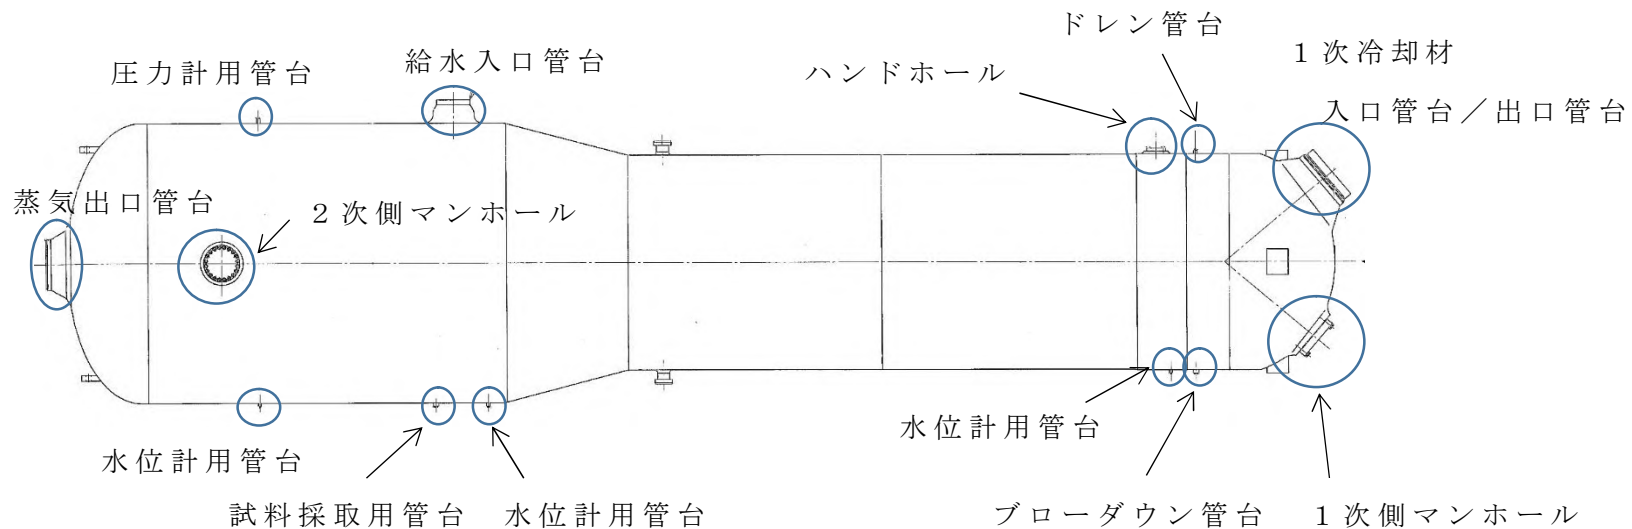 ドレン管台
1次冷却材
入口管台／出口管台
給水入口管台
圧力計用管台
ハンドホール
蒸気出口管台
2次側マンホール
水位計用管台
水位計用管台
試料採取用管台
水位計用管台
ブローダウン管台
1次側マンホール